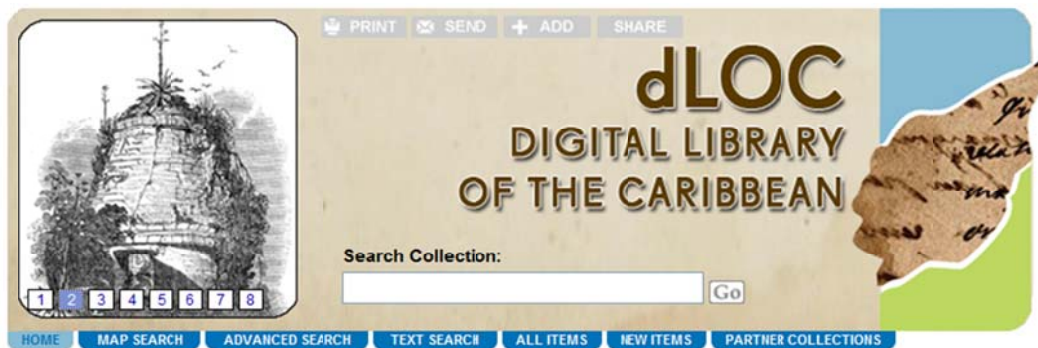 PRINT SEND ADD SHARE
dLOC
DIGITAL LIBRARY
OF THE CARIBBEAN
Search Collection:
Go
1 2 3 4 5 6 7 8
HOME MAP SEARCH ADVANCED SEARCH TEXT SEARCH ALL ITEMS NEW ITEMS PARTNER COLLECTIONS